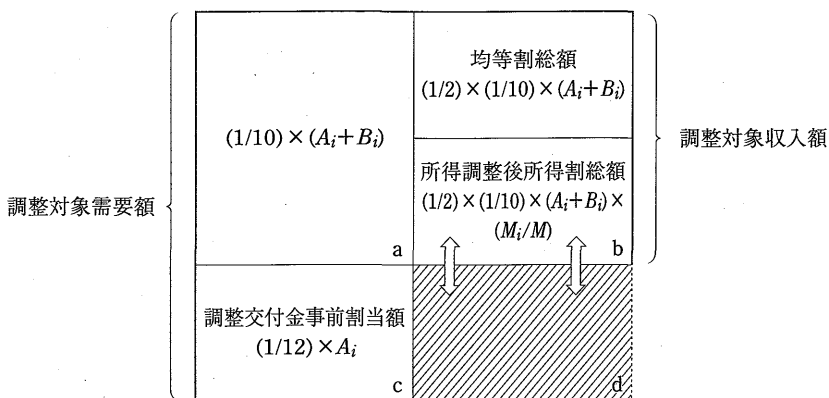 調整対象需要額
(1/10)×(Ai+Bi)
a
均等割総額
(1/2)×(1/10)×(Ai+Bi)
所得調整後所得割総額
(1/2)×(1/10)×(Ai+Bi)×
(Mi/M)
b
調整対象収入額
調整交付金事前割当額
(1/12)×Ai
c
d